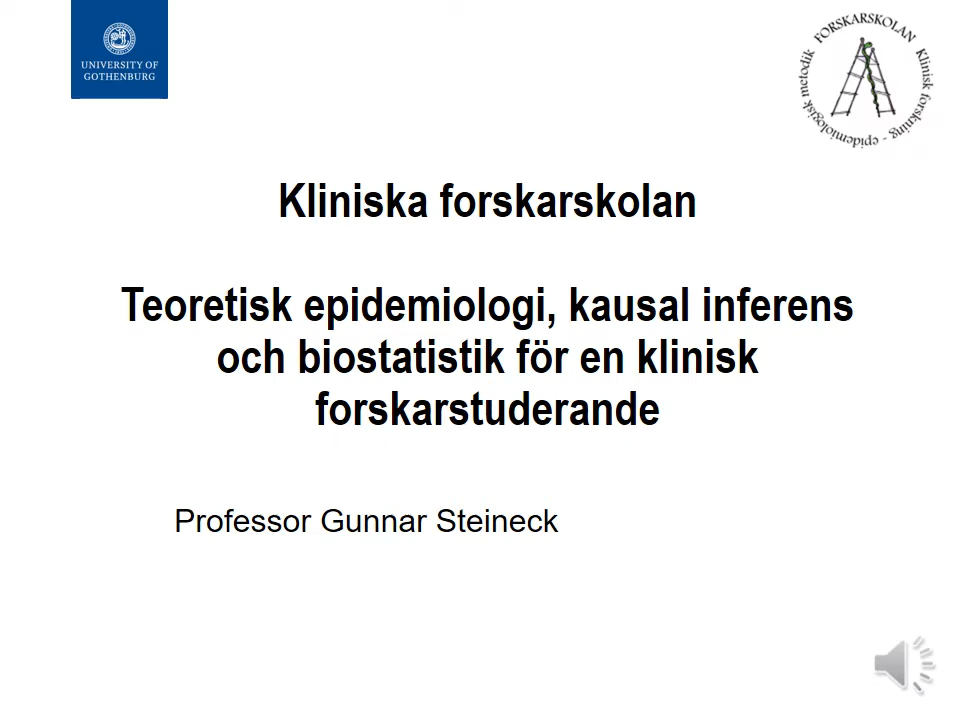 UNIVERSITY OF
GOTHENBURG
FORSKARSKOLAN
Klinisk forskning - epidemiologisk metodik
Kliniska forskarskolan
Teoretisk epidemiologi, kausal inferens
och biostatistik för en klinisk
forskarstuderande
Professor Gunnar Steineck